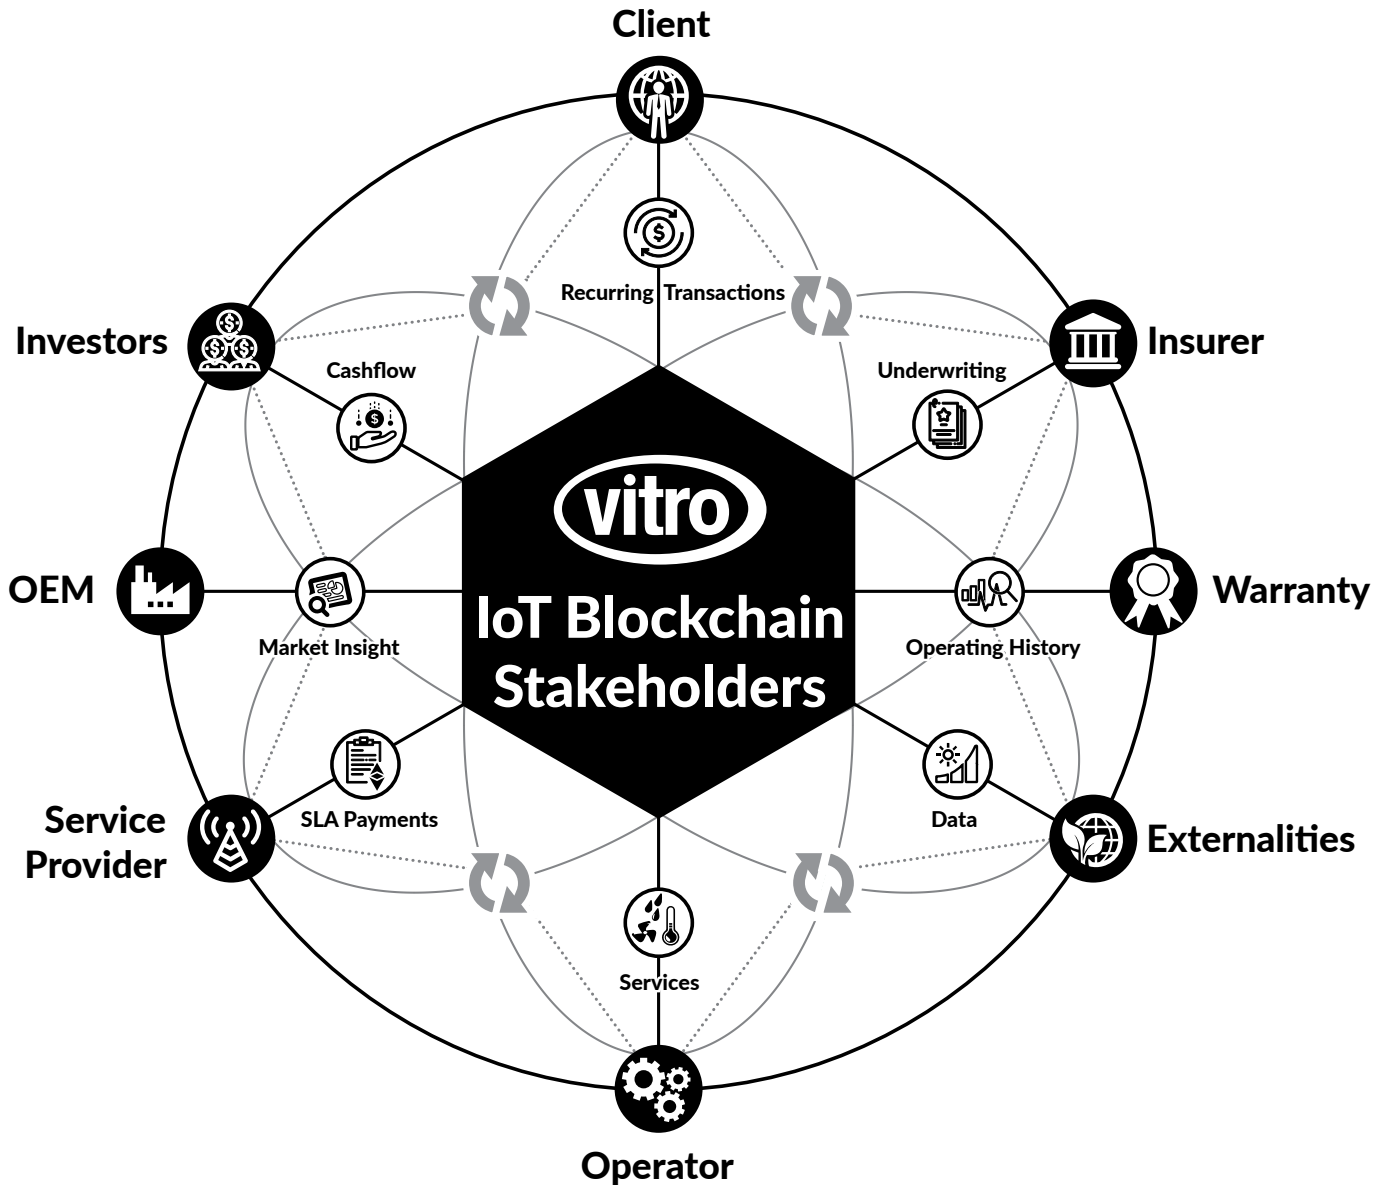 Client
Recurring Transactions
Investors
Insurer
Cashflow
Underwriting
vitro
OEM
Warranty
IoT Blockchain
Stakeholders
Market Insight
Operating History
Service
Provider
SLA Payments
Data
Externalities
Services
Operator